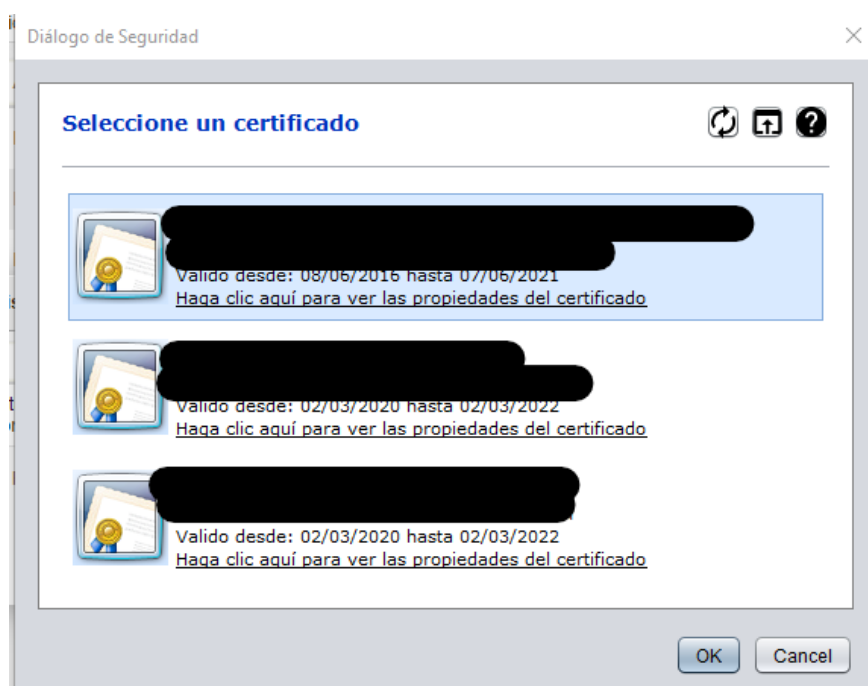 Diálogo de Seguridad
Seleccione un certificado
Valido desde: 08/06/2016 hasta 07/06/2021
Haga clic aquí para ver las propiedades del certificado
Valido desde: 02/03/2020 hasta 02/03/2022
Haga clic aquí para ver las propiedades del certificado
Valido desde: 02/03/2020 hasta 02/03/2022
Haga clic aquí para ver las propiedades del certificado
OK Cancel